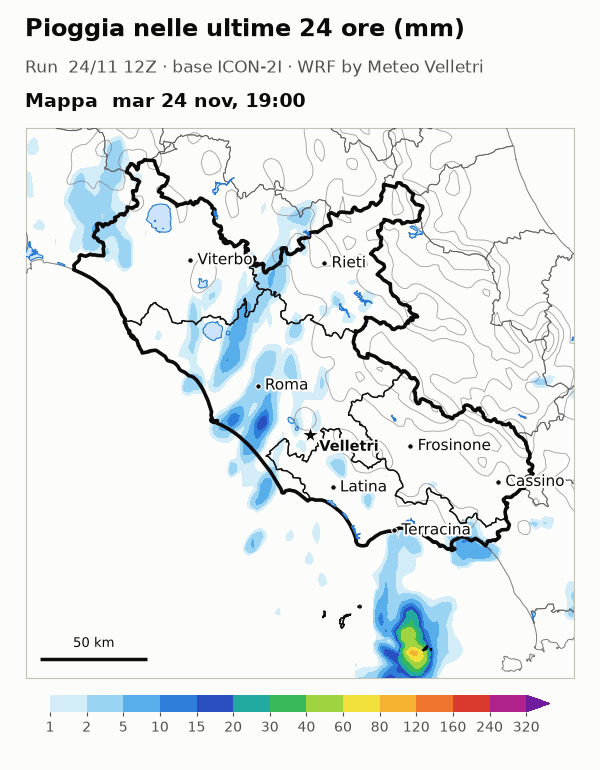 Pioggia nelle ultime 24 ore (mm)
Run 24/11 12Z · base ICON-2I · WRF by Meteo Velletri
Mappa mar 24 nov, 19:00
Viterbo
Rieti
Roma
Velletri
Frosinone
Cassino
Latina
Terracina
50 km
1 2 5 10 15 20 30 40 60 80 120 160 240 320